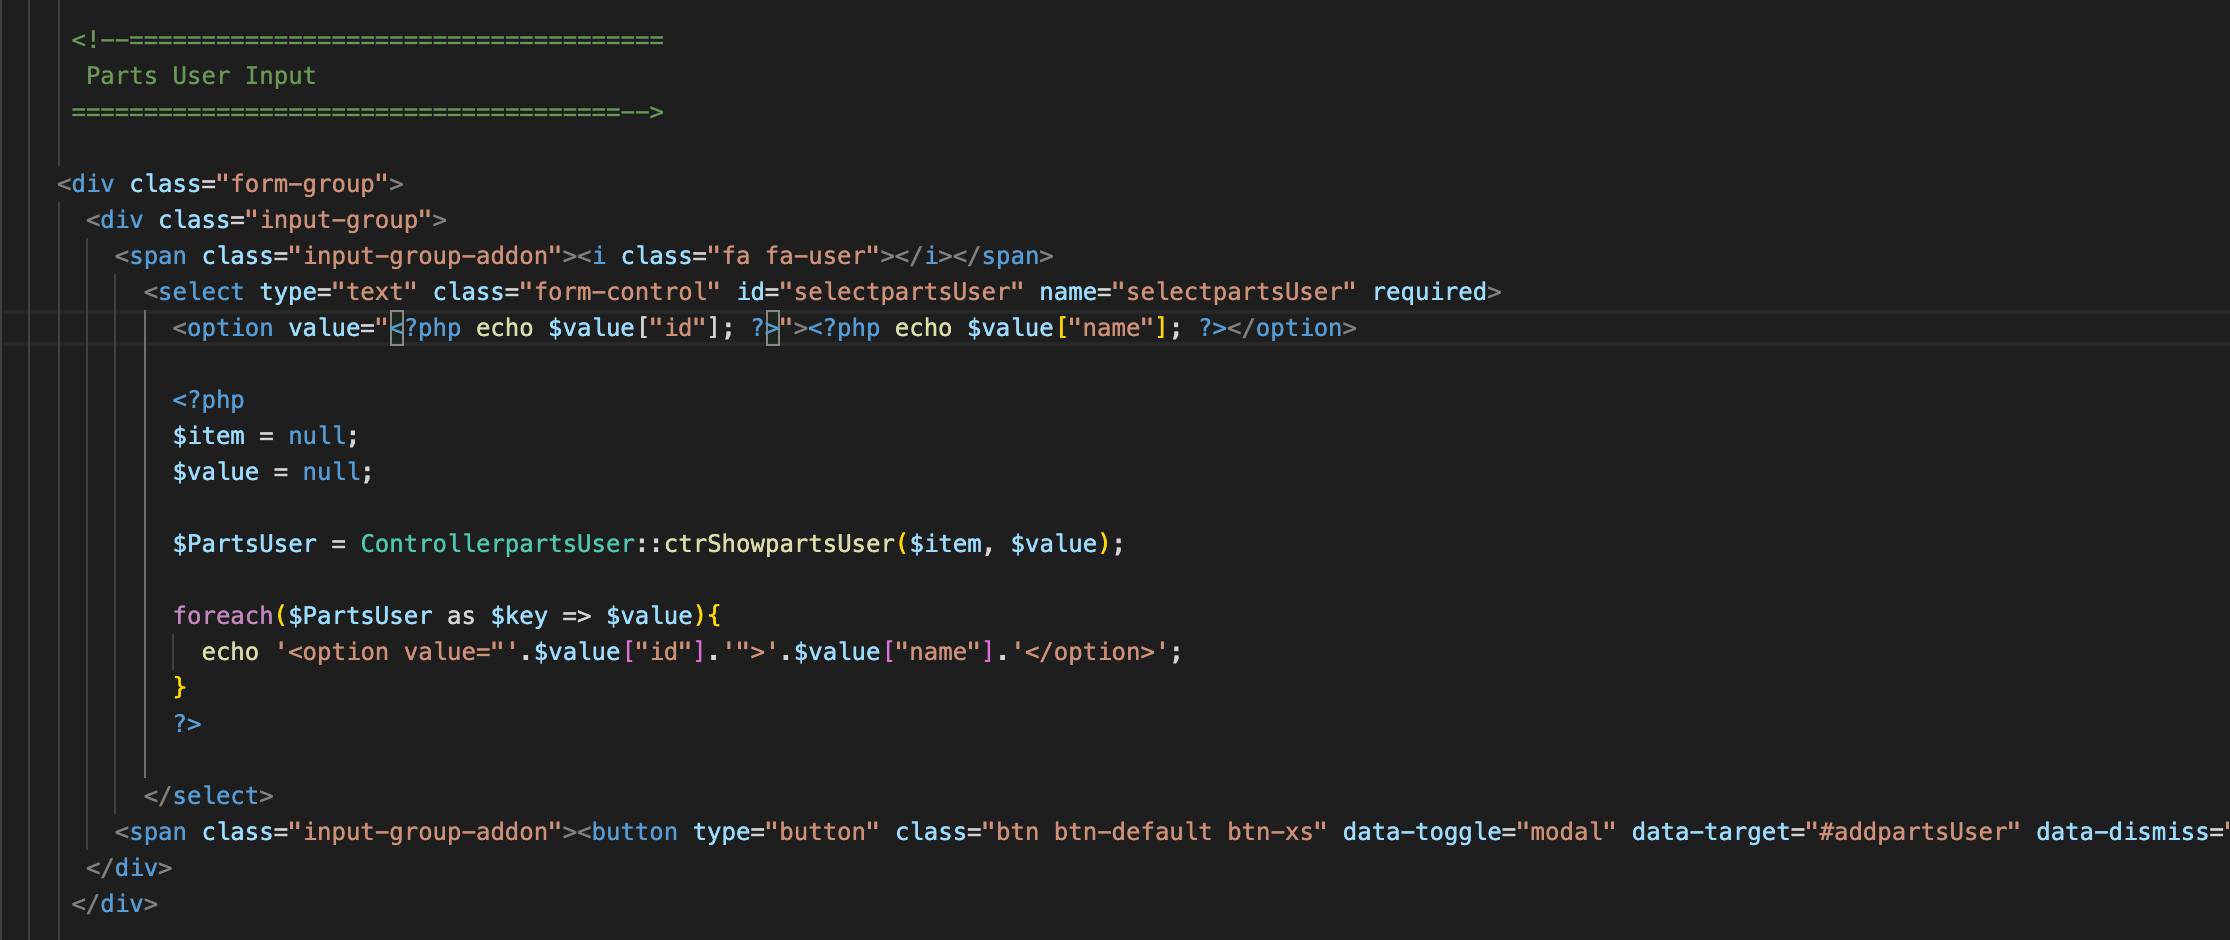 <!--=====================================
Parts User Input
======================================-->
<div class="form-group">
<div class="input-group">
<span class="input-group-addon"><i class="fa fa-user"></i></span>
<select type="text" class="form-control" id="selectpartsUser" name="selectpartsUser" required>
<option value="<?php echo $value["id"]; ?>"><?php echo $value["name"]; ?></option>
<?php
$item = null;
$value = null;
$PartsUser = ControllerpartsUser::ctrShowpartsUser($item, $value);
foreach($PartsUser as $key => $value){
echo '<option value="'.$value["id"].'">'.$value["name"].'</option>';
}
?>
</select>
<span class="input-group-addon"><button type="button" class="btn btn-default btn-xs" data-toggle="modal" data-target="#addpartsUser" data-dismiss="
</div>
</div>